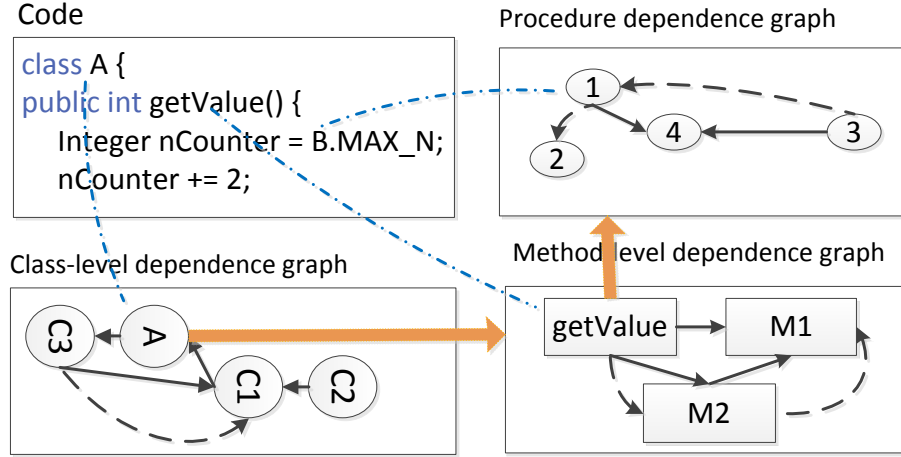 Code
class A {
public int getValue() {
Integer nCounter = B.MAX_N;
nCounter += 2;
Procedure dependence graph
1
2
4
3
Class-level dependence graph
C3
A
C1
C2
Method level dependence graph
getValue
M1
M2